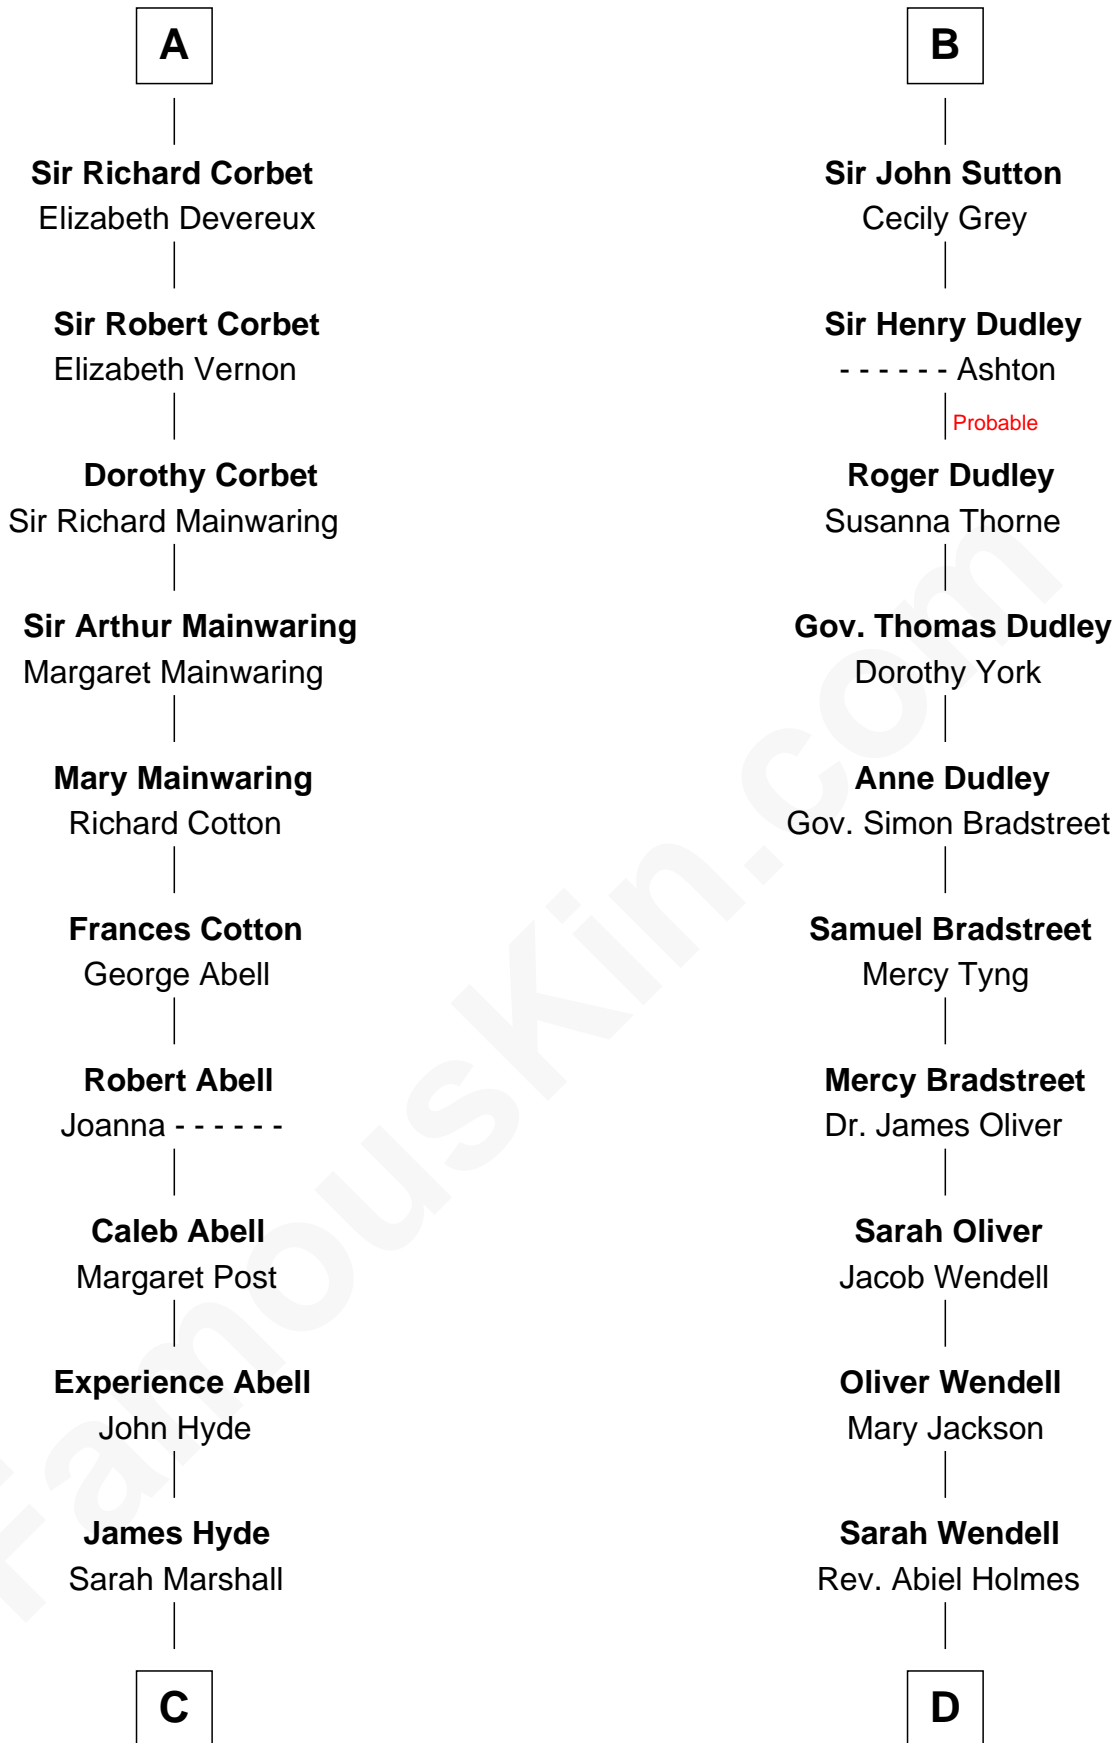 A
Sir Richard Corbet
Elizabeth Devereux
Sir Robert Corbet
Elizabeth Vernon
Dorothy Corbet
Sir Richard Mainwaring
Sir Arthur Mainwaring
Margaret Mainwaring
Mary Mainwaring
Richard Cotton
Frances Cotton
George Abell
Robert Abell
Joanna - - - - - -
Caleb Abell
Margaret Post
Experience Abell
John Hyde
James Hyde
Sarah Marshall
C
B
Sir John Sutton
Cecily Grey
Sir Henry Dudley
- - - - - - Ashton
Probable
Roger Dudley
Susanna Thorne
Gov. Thomas Dudley
Dorothy York
Anne Dudley
Gov. Simon Bradstreet
Samuel Bradstreet
Mercy Tyng
Mercy Bradstreet
Dr. James Oliver
Sarah Oliver
Jacob Wendell
Oliver Wendell
Mary Jackson
Sarah Wendell
Rev. Abiel Holmes
D
FamousKin.com